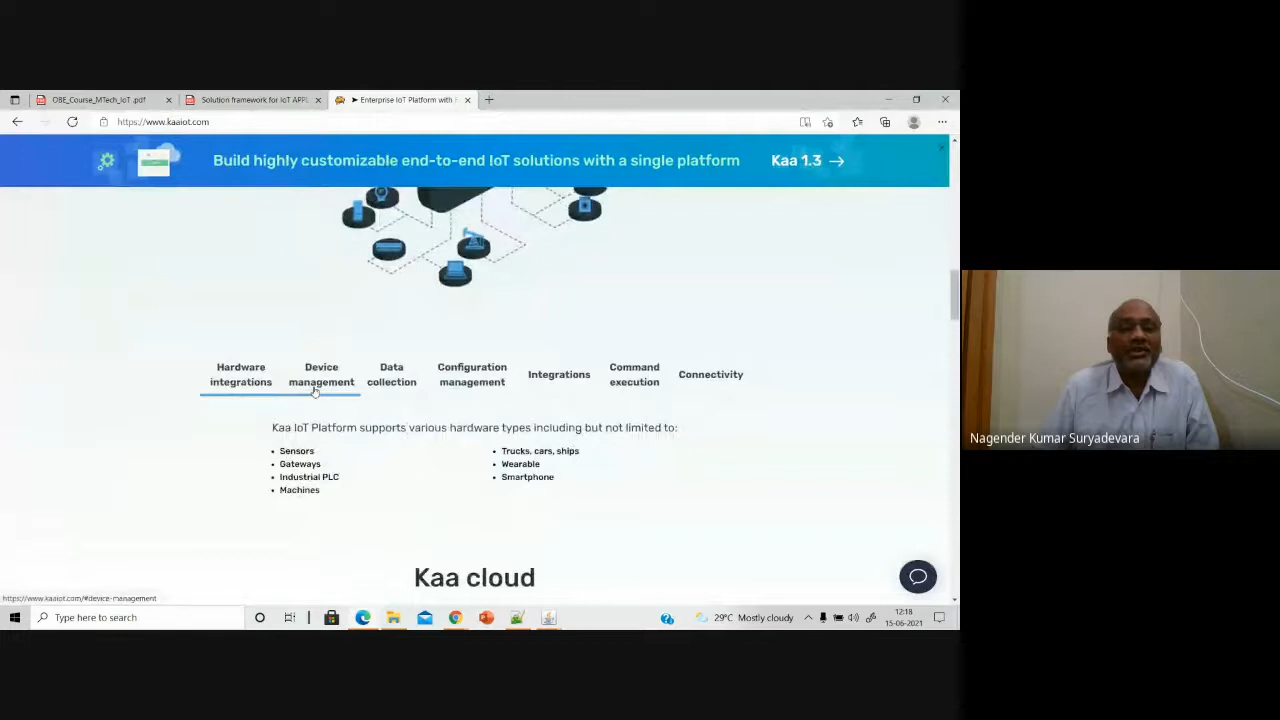 OBE_Course_MTech_IoT .pdf
Solution framework for IoT APPL
➤ Enterprise IoT Platform with F
https://www.kaaiot.com
Build highly customizable end-to-end IoT solutions with a single platform
Kaa 1.3 →
Hardware integrations
Device management
Data collection
Configuration management
Integrations
Command execution
Connectivity
Kaa IoT Platform supports various hardware types including but not limited to:
• Sensors
• Gateways
• Industrial PLC
• Machines
• Trucks, cars, ships
• Wearable
• Smartphone
Kaa cloud
https://www.kaaiot.com/#device-management
Type here to search
29°C Mostly cloudy
12:18
15-06-2021
Nagender Kumar Suryadevara